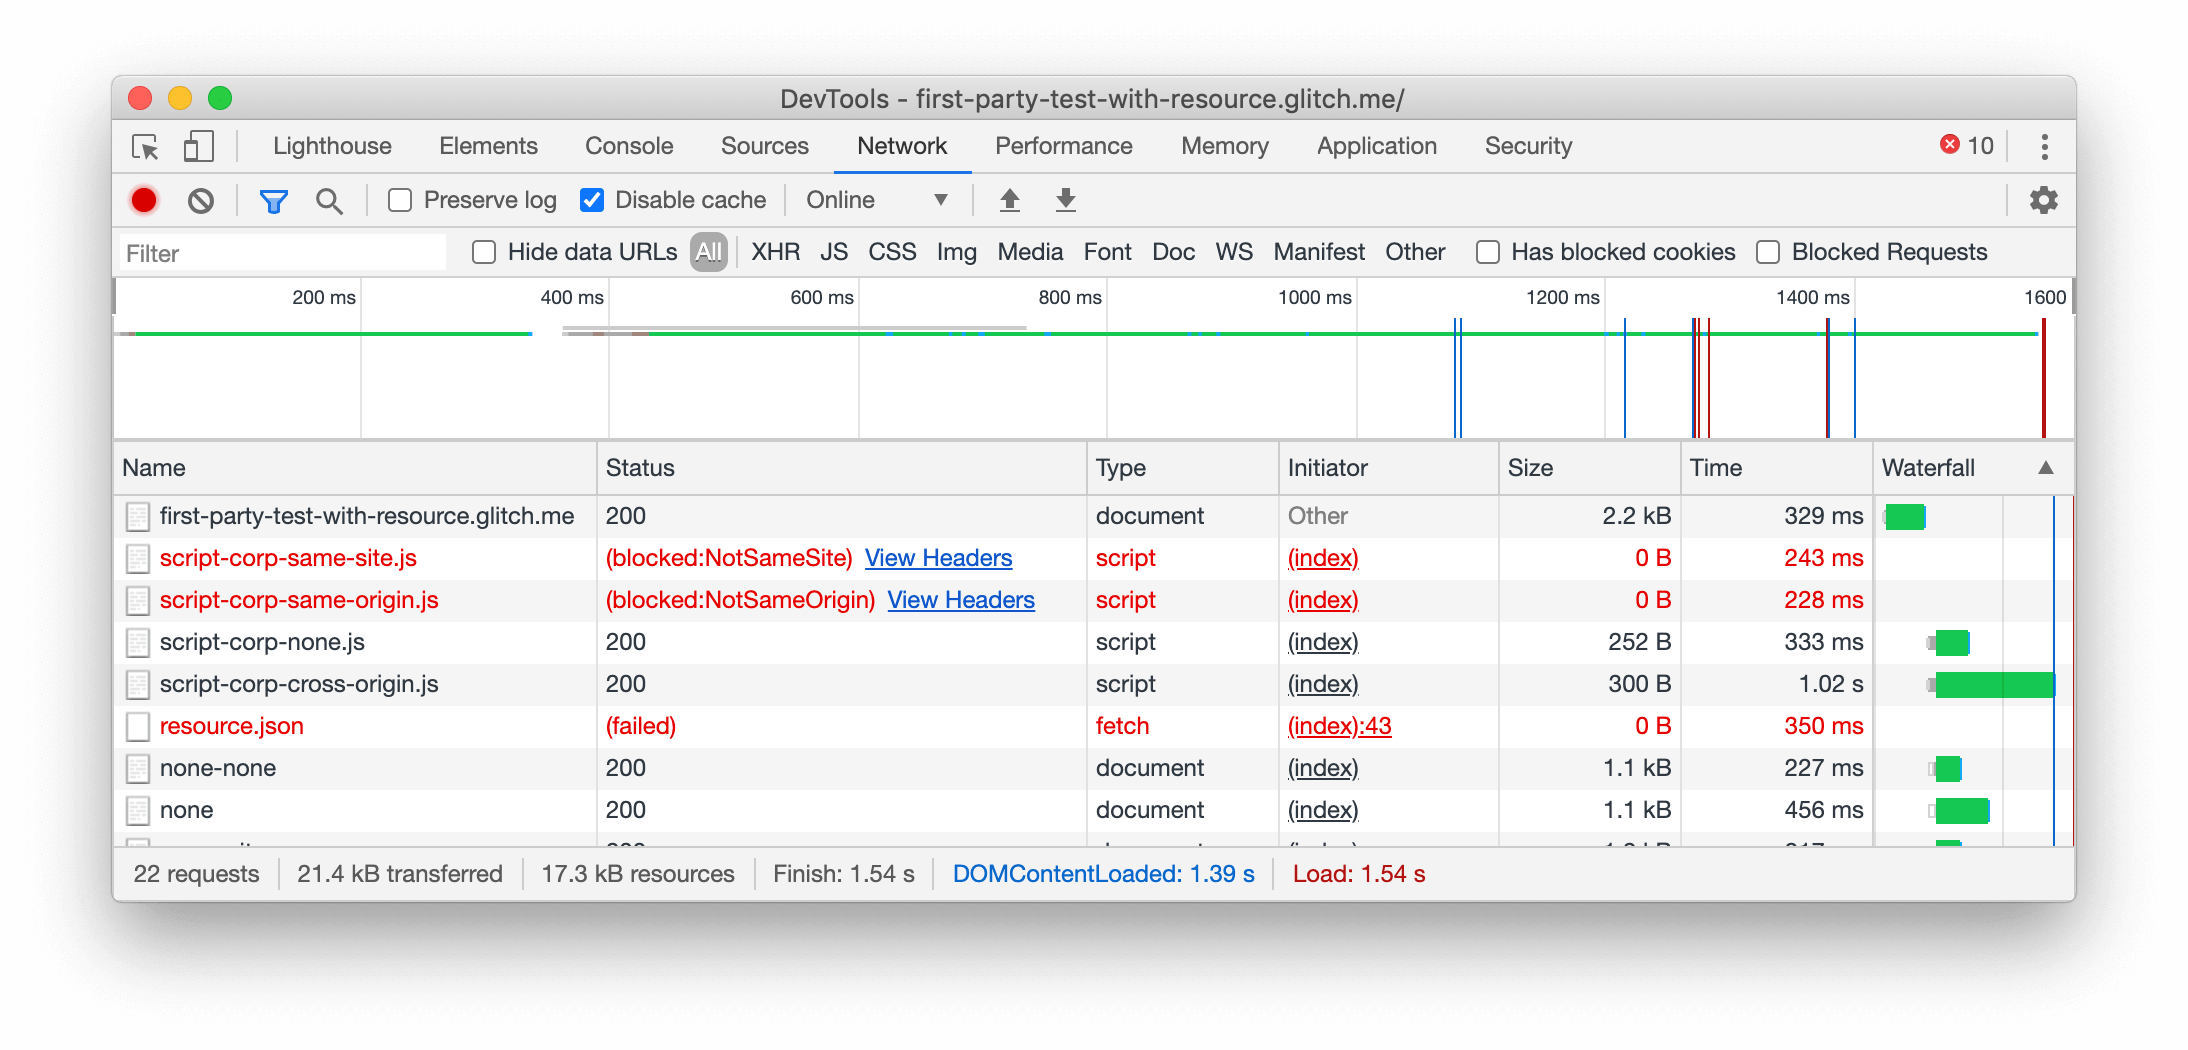 DevTools - first-party-test-with-resource.glitch.me/
Lighthouse Elements Console Sources Network Performance Memory Application Security 10
Preserve log Disable cache Online
Filter Hide data URLs All XHR JS CSS Img Media Font Doc WS Manifest Other Has blocked cookies Blocked Requests
200 ms 400 ms 600 ms 800 ms 1000 ms 1200 ms 1400 ms 1600
Name Status Type Initiator Size Time Waterfall
first-party-test-with-resource.glitch.me 200 document Other 2.2 kB 329 ms
script-corp-same-site.js (blocked:NotSameSite) View Headers script (index) 0 B 243 ms
script-corp-same-origin.js (blocked:NotSameOrigin) View Headers script (index) 0 B 228 ms
script-corp-none.js 200 script (index) 252 B 333 ms
script-corp-cross-origin.js 200 script (index) 300 B 1.02 s
resource.json (failed) fetch (index):43 0 B 350 ms
none-none 200 document (index) 1.1 kB 227 ms
none 200 document (index) 1.1 kB 456 ms
22 requests 21.4 kB transferred 17.3 kB resources Finish: 1.54 s DOMContentLoaded: 1.39 s Load: 1.54 s